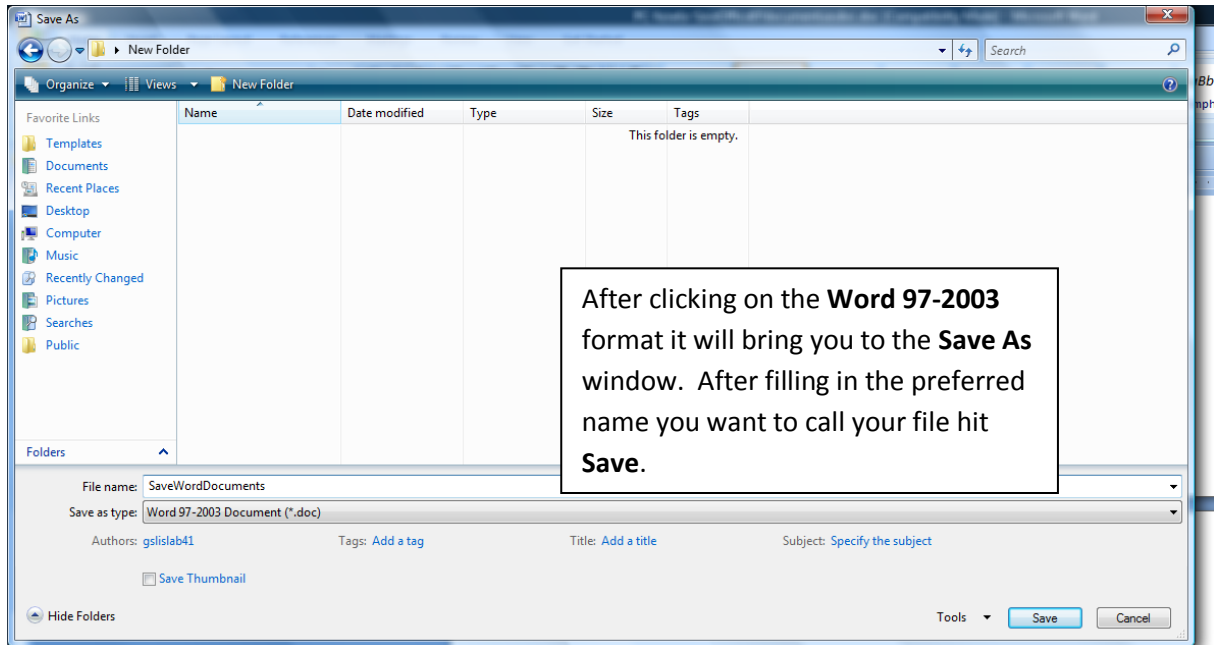 Save As
New Folder
Search
Organize Views New Folder
Bb
Favorite Links
Name Date modified Type Size Tags
This folder is empty.
Templates
Documents
Recent Places
Desktop
Computer
Music
Recently Changed
Pictures
Searches
Public
After clicking on the Word 97-2003
format it will bring you to the Save As
window. After filling in the preferred
name you want to call your file hit
Save.
Folders
File name: SaveWordDocuments
Save as type: Word 97-2003 Document (*.doc)
Authors: gslislab41 Tags: Add a tag Title: Add a title Subject: Specify the subject
Save Thumbnail
Hide Folders
Tools Save Cancel